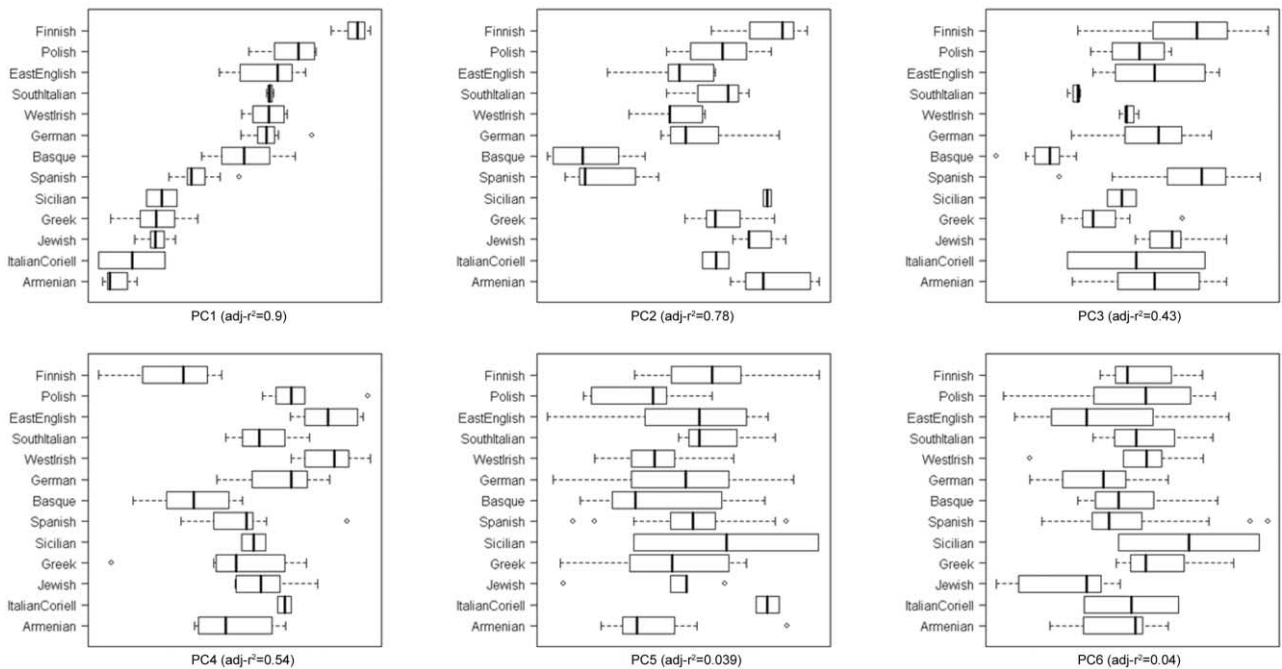 Finnish
Polish
EastEnglish
SouthItalian
WestIrish
German
Basque
Spanish
Sicilian
Greek
Jewish
ItalianCoriell
Armenian
PC1 (adj-r²=0.9)
Finnish
Polish
EastEnglish
SouthItalian
WestIrish
German
Basque
Spanish
Sicilian
Greek
Jewish
ItalianCoriell
Armenian
PC2 (adj-r²=0.78)
Finnish
Polish
EastEnglish
SouthItalian
WestIrish
German
Basque
Spanish
Sicilian
Greek
Jewish
ItalianCoriell
Armenian
PC3 (adj-r²=0.43)
Finnish
Polish
EastEnglish
SouthItalian
WestIrish
German
Basque
Spanish
Sicilian
Greek
Jewish
ItalianCoriell
Armenian
PC4 (adj-r²=0.54)
Finnish
Polish
EastEnglish
SouthItalian
WestIrish
German
Basque
Spanish
Sicilian
Greek
Jewish
ItalianCoriell
Armenian
PC5 (adj-r²=0.039)
Finnish
Polish
EastEnglish
SouthItalian
WestIrish
German
Basque
Spanish
Sicilian
Greek
Jewish
ItalianCoriell
Armenian
PC6 (adj-r²=0.04)